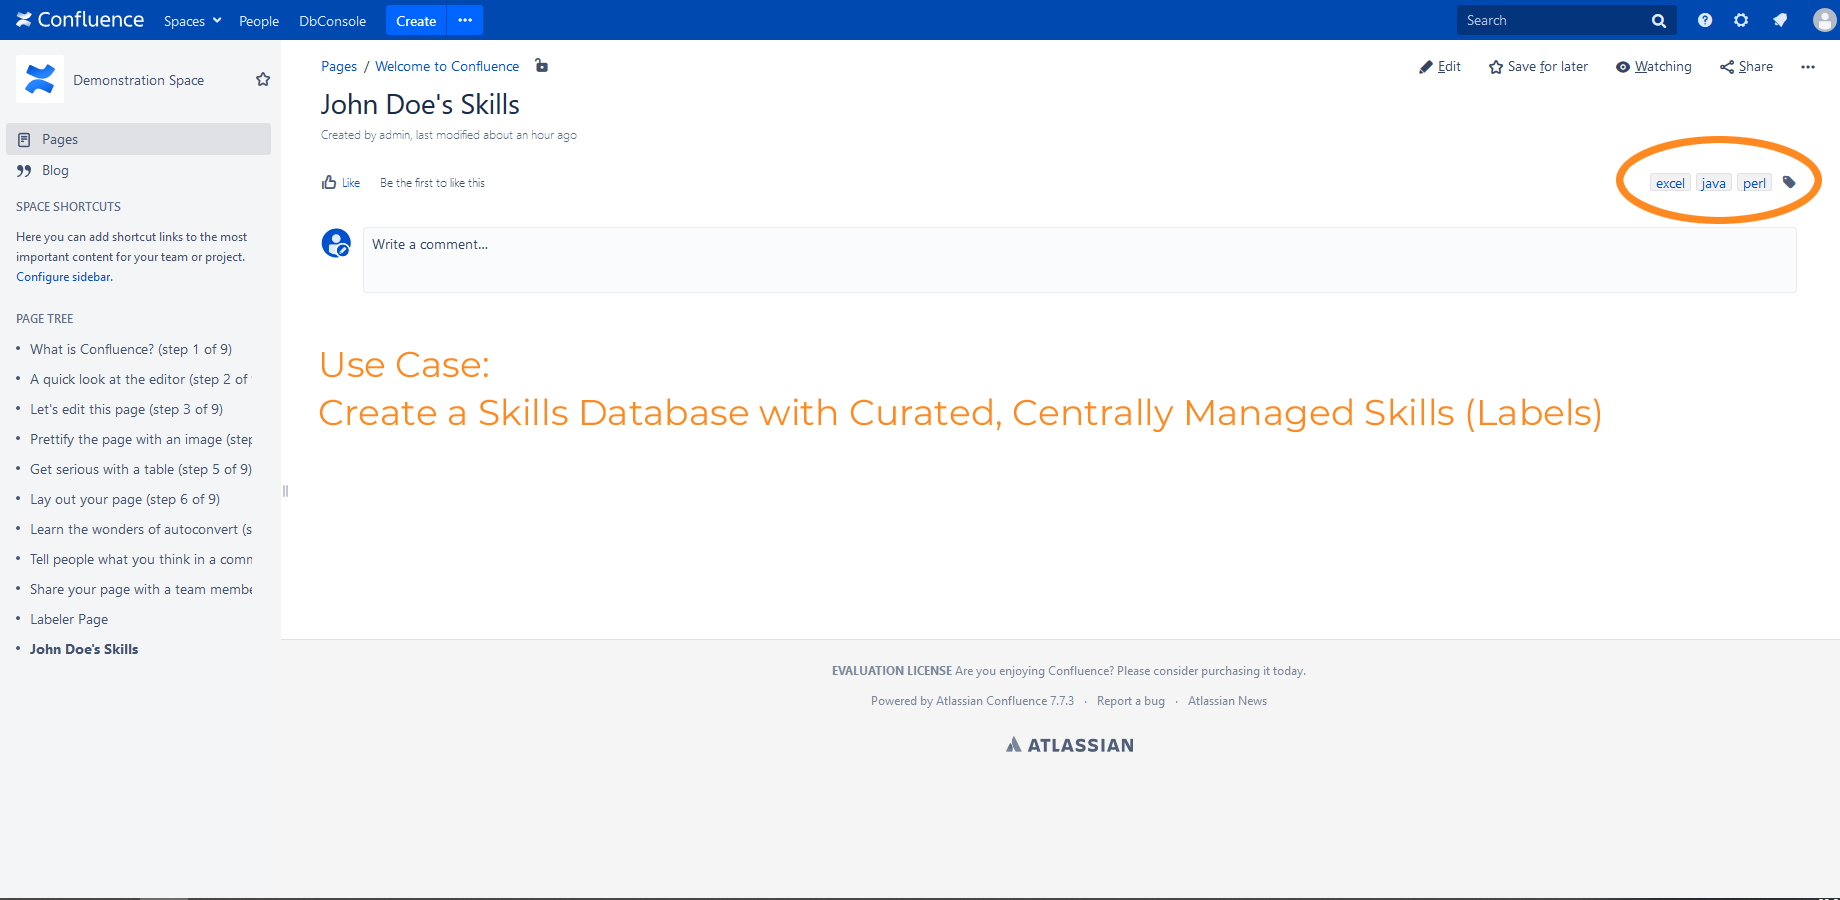 Confluence Spaces People DbConsole Create Search
Demonstration Space
Pages
Blog
SPACE SHORTCUTS
Here you can add shortcut links to the most
important content for your team or project.
Configure sidebar.
PAGE TREE
What is Confluence? (step 1 of 9)
A quick look at the editor (step 2 of
Let's edit this page (step 3 of 9)
Prettify the page with an image (step
Get serious with a table (step 5 of 9)
Lay out your page (step 6 of 9)
Learn the wonders of autoconvert (s
Tell people what you think in a comm
Share your page with a team membe
Labeler Page
John Doe's Skills
Pages / Welcome to Confluence
Edit Save for later Watching Share
John Doe's Skills
Created by admin, last modified about an hour ago
Like Be the first to like this
excel java perl
Write a comment...
Use Case:
Create a Skills Database with Curated, Centrally Managed Skills (Labels)
EVALUATION LICENSE Are you enjoying Confluence? Please consider purchasing it today.
Powered by Atlassian Confluence 7.7.3 · Report a bug · Atlassian News
ATLASSIAN